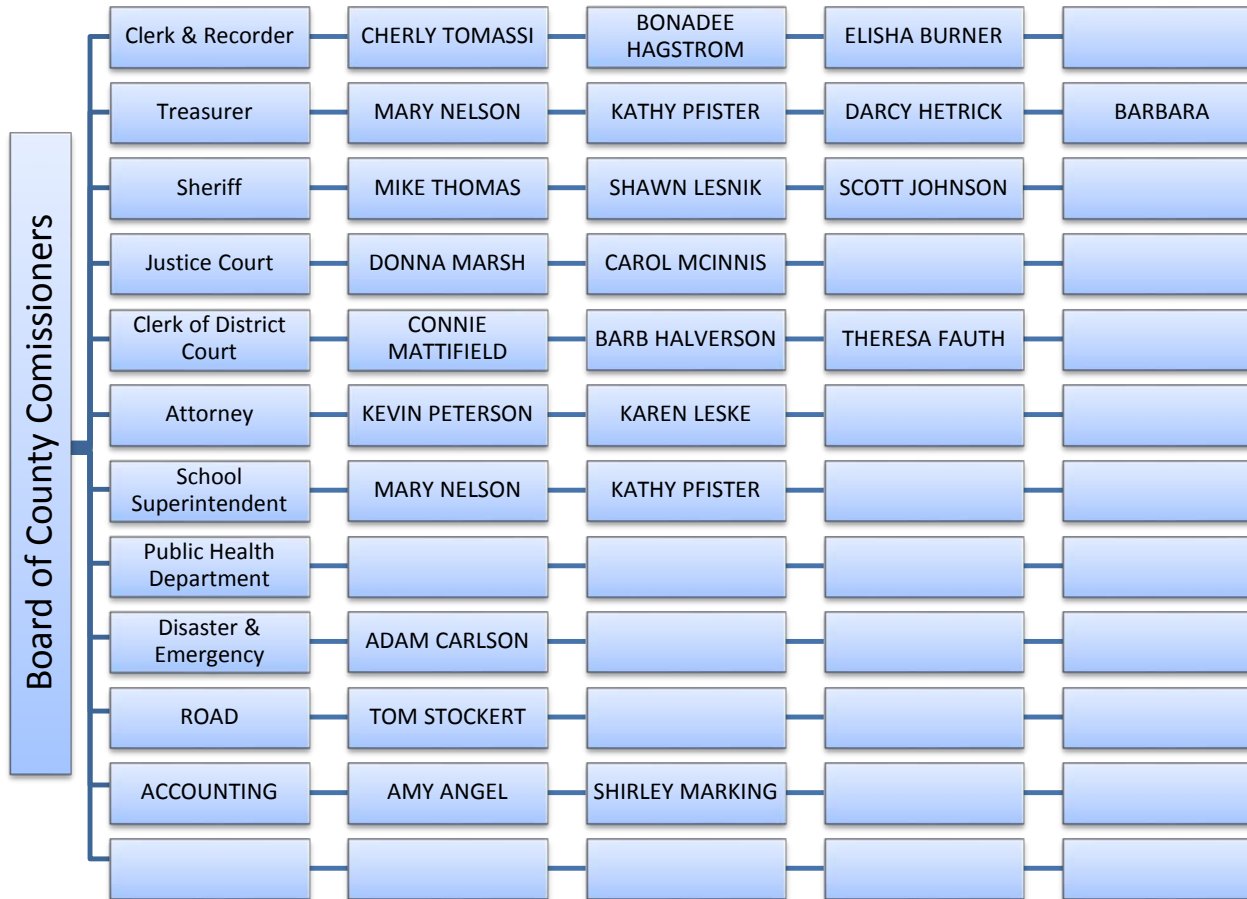 Board of County Comissioners
Clerk & Recorder
CHERLY TOMASSI
BONADEE
HAGSTROM
ELISHA BURNER
Treasurer
MARY NELSON
KATHY PFISTER
DARCY HETRICK
BARBARA
Sheriff
MIKE THOMAS
SHAWN LESNIK
SCOTT JOHNSON
Justice Court
DONNA MARSH
CAROL MCINNIS
Clerk of District
Court
CONNIE
MATTIFIELD
BARB HALVERSON
THERESA FAUTH
Attorney
KEVIN PETERSON
KAREN LESKE
School
Superintendent
MARY NELSON
KATHY PFISTER
Public Health
Department
Disaster &
Emergency
ADAM CARLSON
ROAD
TOM STOCKERT
ACCOUNTING
AMY ANGEL
SHIRLEY MARKING